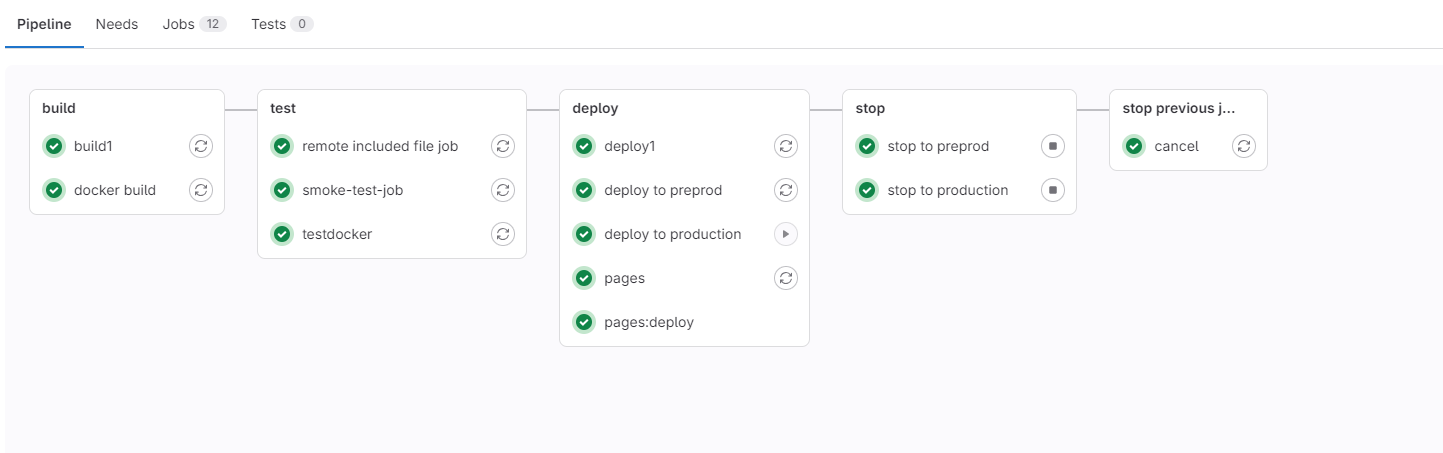 Pipeline Needs Jobs 12 Tests 0
build
build1
docker build
test
remote included file job
smoke-test-job
testdocker
deploy
deploy1
deploy to preprod
deploy to production
pages
pages:deploy
stop
stop to preprod
stop to production
stop previous j...
cancel